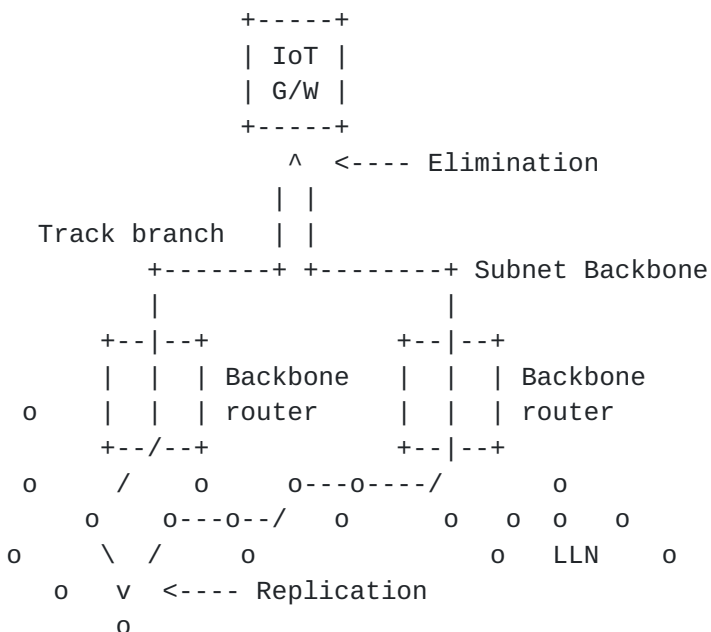 +-----+
               | IoT |
               | G/W |
               +-----+
                  ^  <---- Elimination
                 | |
  Track branch   | |
         +-------+ +--------+ Subnet Backbone
         |                  |
      +--|--+            +--|--+
      |  |  | Backbone   |  |  | Backbone
 o    |  |  | router     |  |  | router
      +--/--+            +--|--+
 o     /    o     o---o----/       o
     o    o---o--/   o      o   o  o   o
o     \  /     o               o   LLN    o
   o   v  <---- Replication
       o